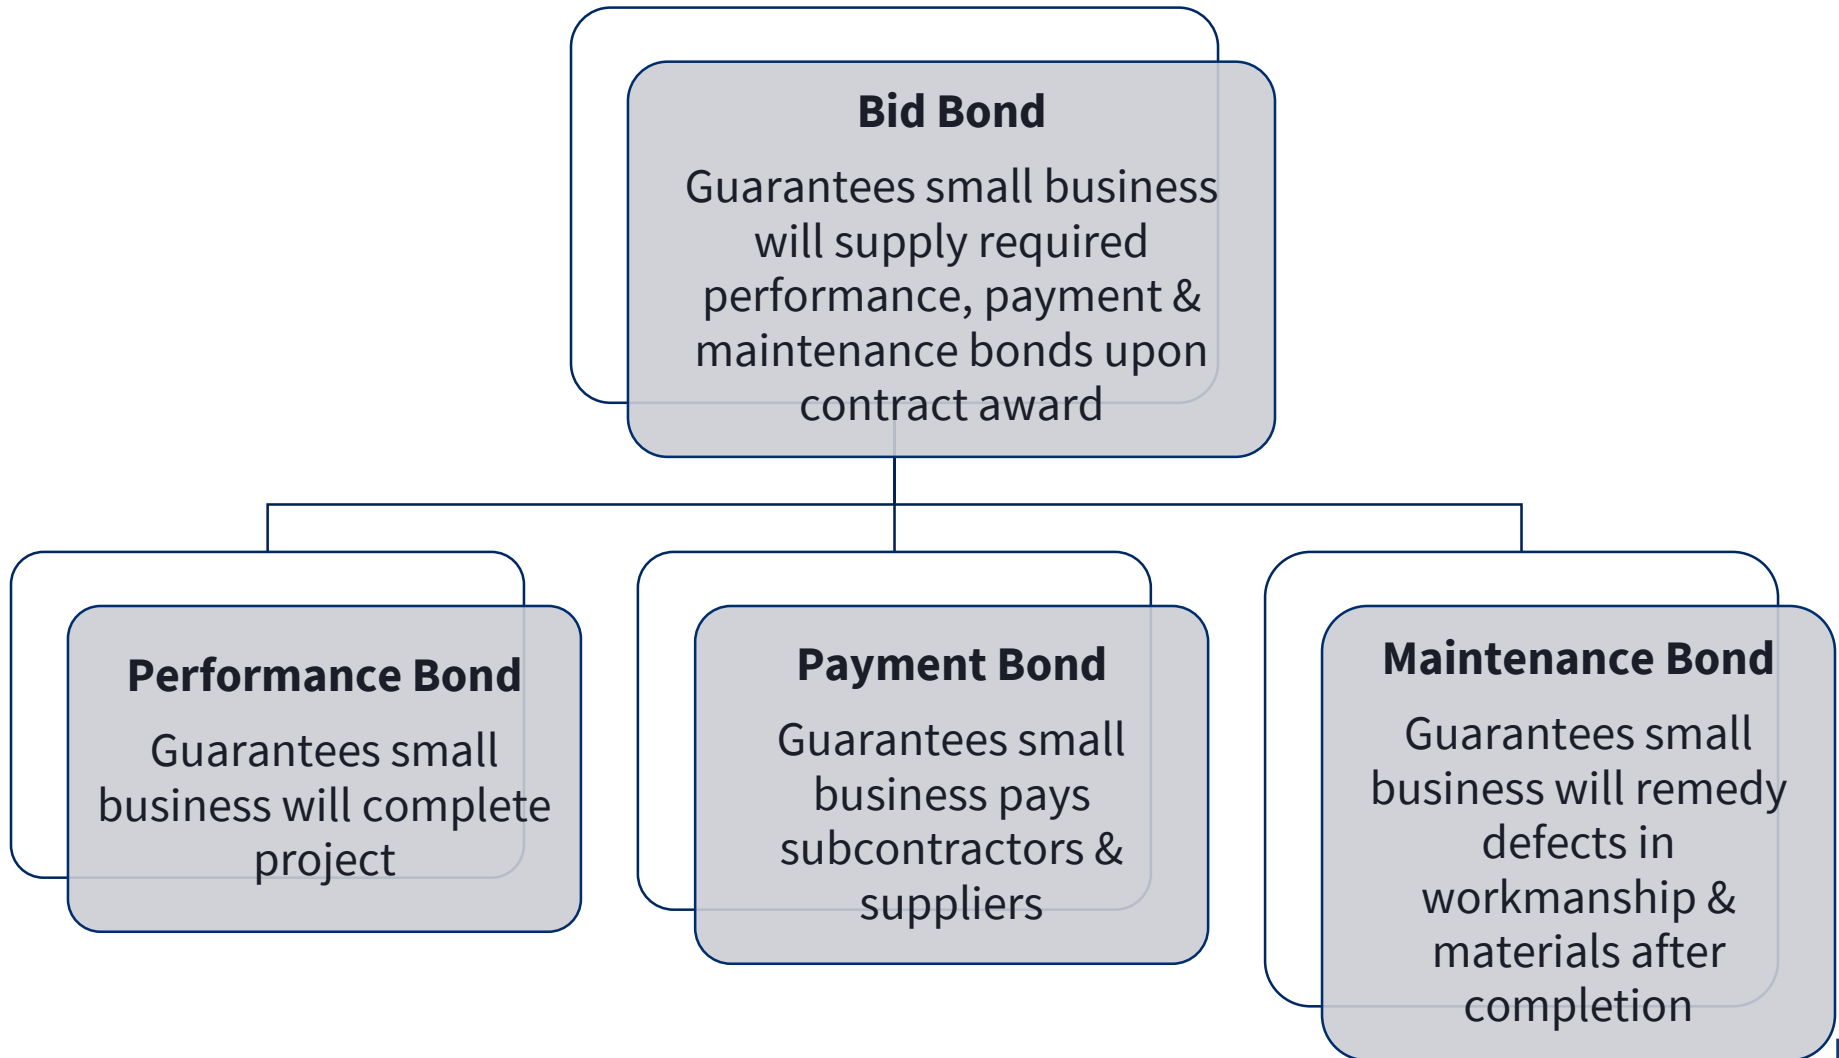 Bid Bond
Guarantees small business
will supply required
performance, payment &
maintenance bonds upon
contract award
Performance Bond
Guarantees small
business will complete
project
Payment Bond
Guarantees small
business pays
subcontractors &
suppliers
Maintenance Bond
Guarantees small
business will remedy
defects in
workmanship &
materials after
completion